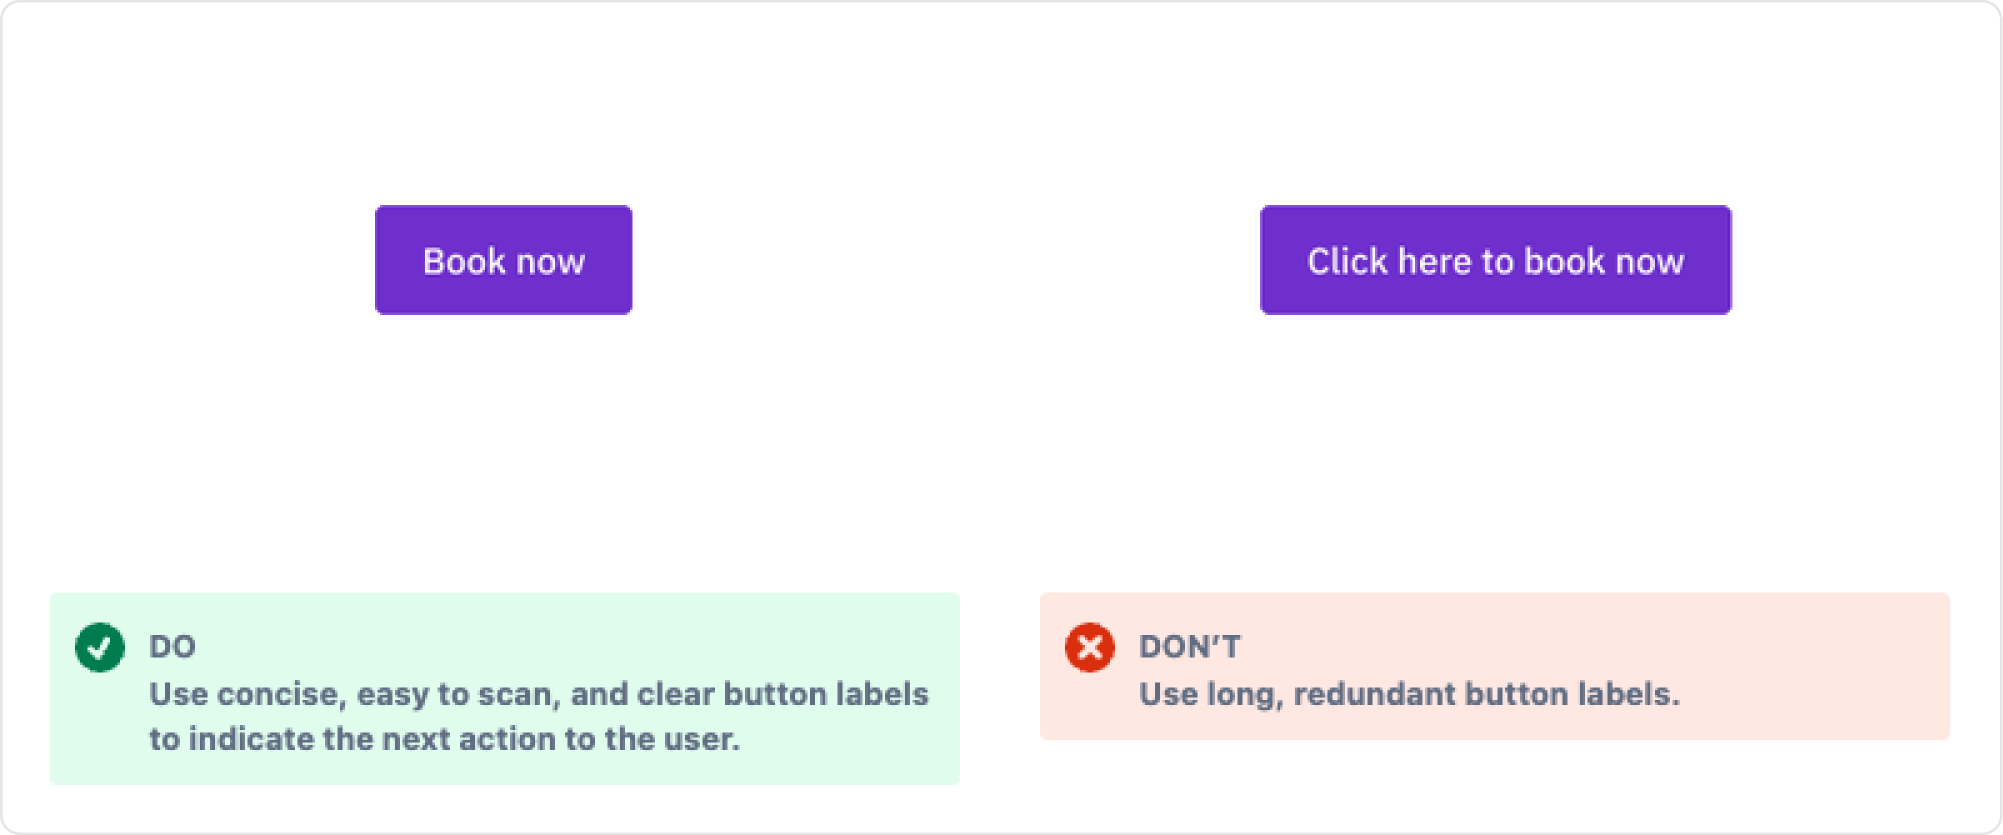 Book now
Click here to book now
DO
Use concise, easy to scan, and clear button labels
to indicate the next action to the user.
DON’T
Use long, redundant button labels.